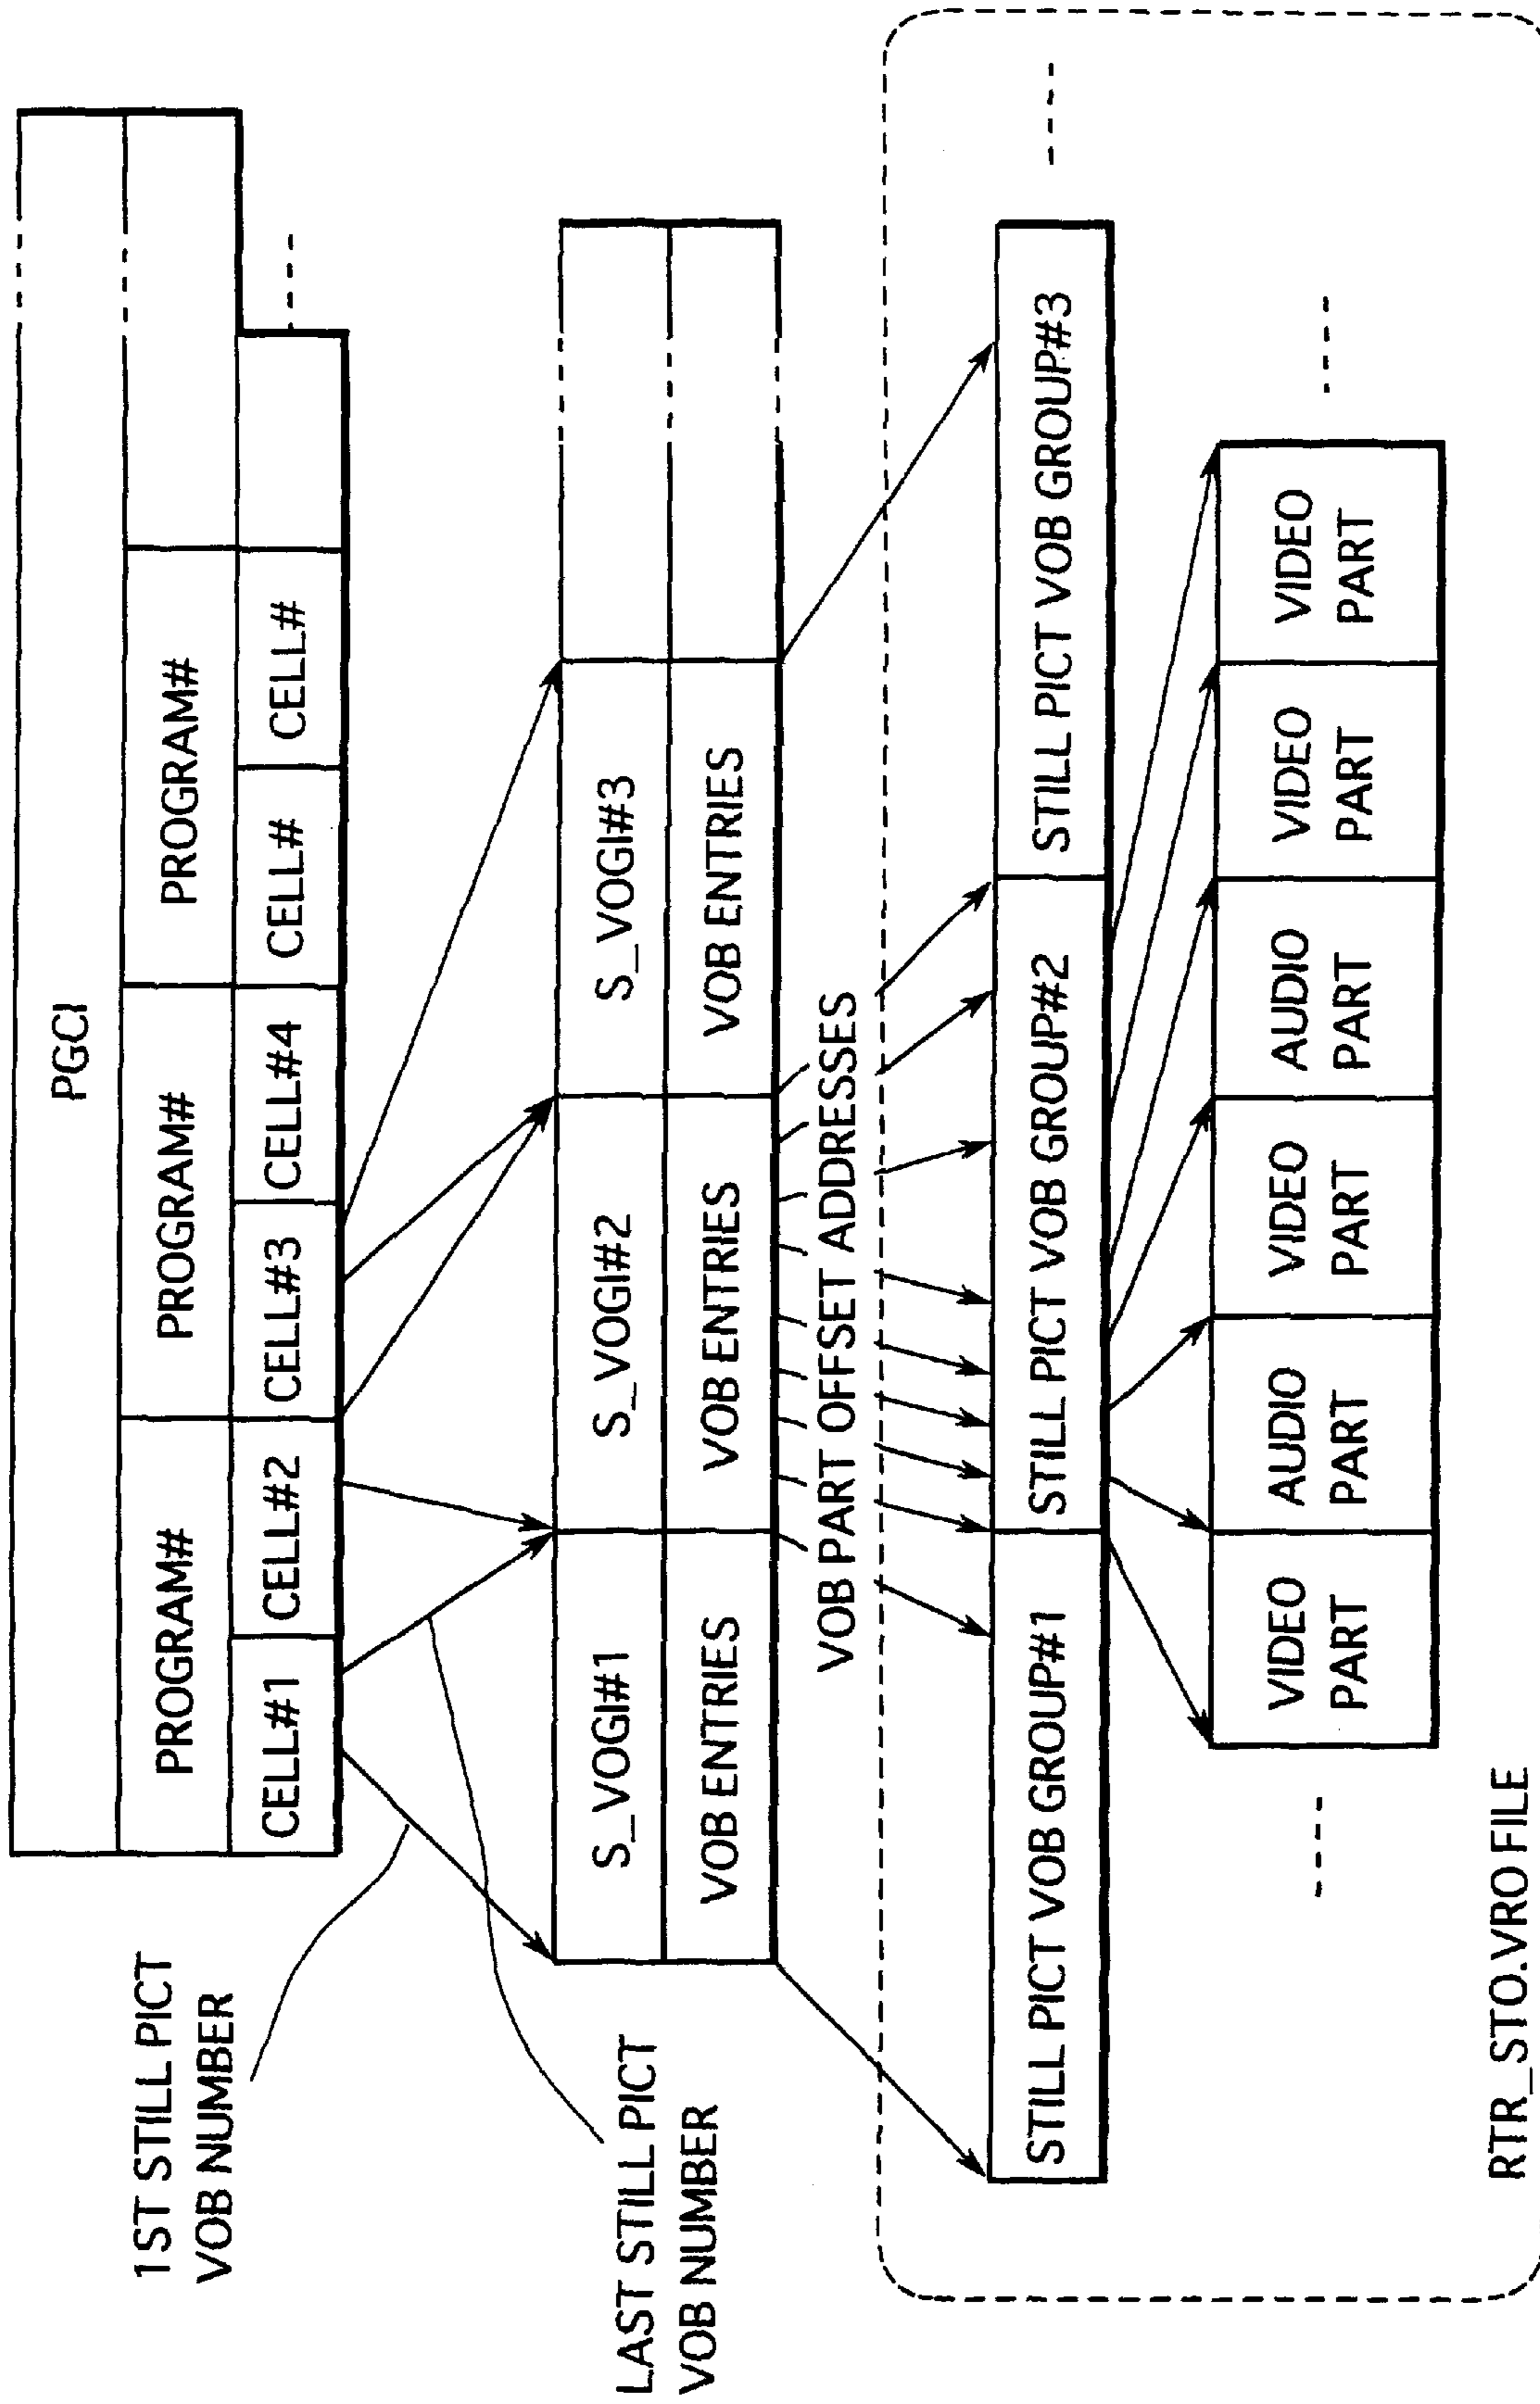 PGCI
PROGRAM#
PROGRAM#
PROGRAM#
CELL#1
CELL#2
CELL#3
CELL#4
CELL#
CELL#
1ST STILL PICT
VOB NUMBER
LAST STILL PICT
VOB NUMBER
S_VOGI#1
S_VOGI#2
S_VOGI#3
VOB ENTRIES
VOB ENTRIES
VOB ENTRIES
VOB PART OFFSET ADDRESSES
STILL PICT VOB GROUP#1
STILL PICT VOB GROUP#2
STILL PICT VOB GROUP#3
VIDEO
PART
AUDIO
PART
VIDEO
PART
AUDIO
PART
VIDEO
PART
VIDEO
PART
RTR_STO.VRO FILE